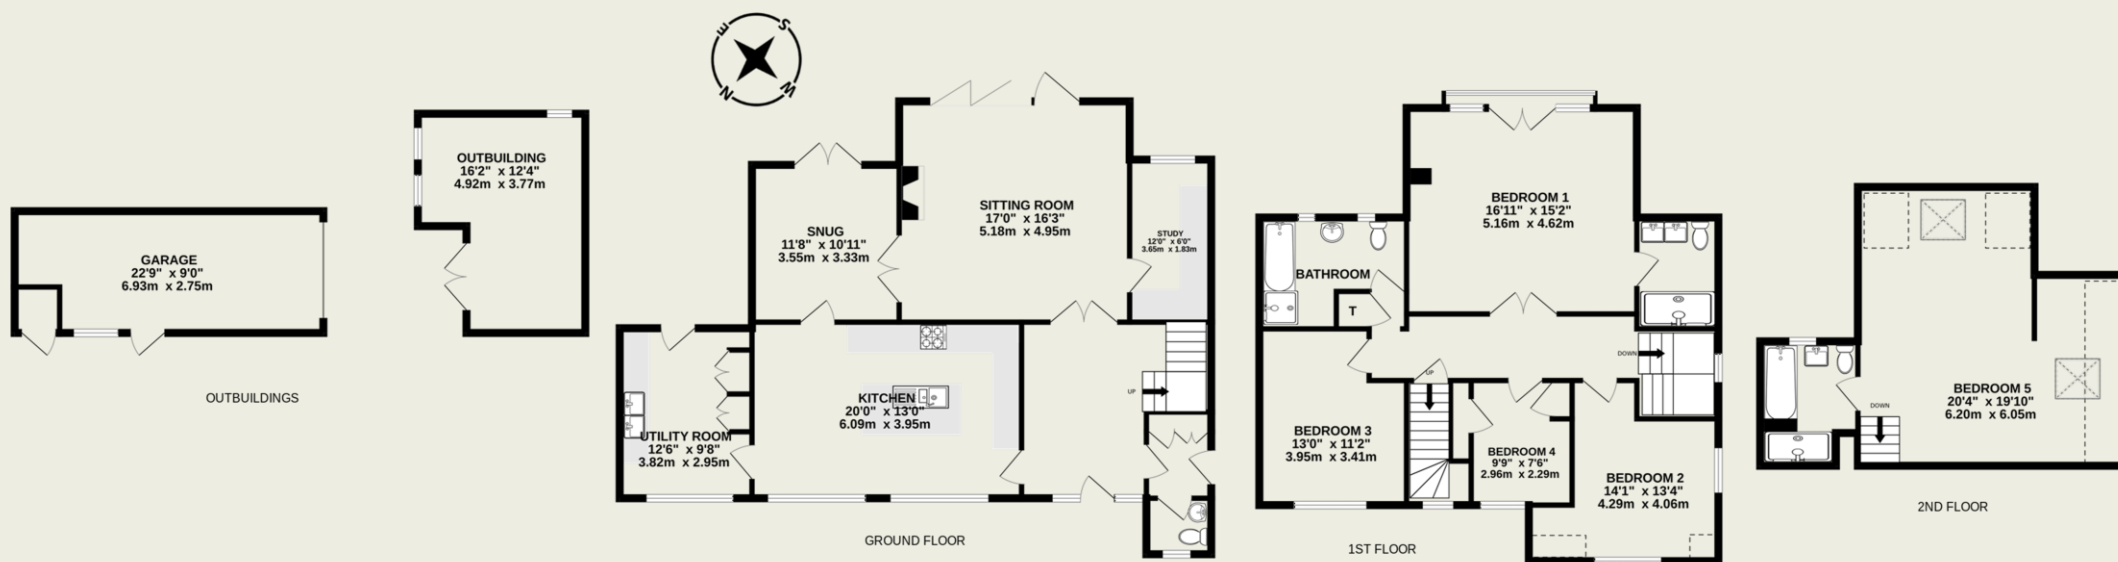 GARAGE
22'9" x 9'0"
6.93m x 2.75m
OUTBUILDING
16'2" x 12'4"
4.92m x 3.77m
OUTBUILDINGS
E
S
N
W
SITTING ROOM
17'0" x 16'3"
5.18m x 4.95m
SNUG
11'8" x 10'11"
3.55m x 3.33m
STUDY
12'0" x 6'0"
3.65m x 1.83m
KITCHEN
20'0" x 13'0"
6.09m x 3.95m
UTILITY ROOM
12'6" x 9'8"
3.82m x 2.95m
UP
GROUND FLOOR
BEDROOM 1
16'11" x 15'2"
5.16m x 4.62m
BATHROOM
T
DOWN
UP
BEDROOM 3
13'0" x 11'2"
3.95m x 3.41m
BEDROOM 4
9'9" x 7'6"
2.96m x 2.29m
BEDROOM 2
14'1" x 13'4"
4.29m x 4.06m
1ST FLOOR
BEDROOM 5
20'4" x 19'10"
6.20m x 6.05m
DOWN
2ND FLOOR